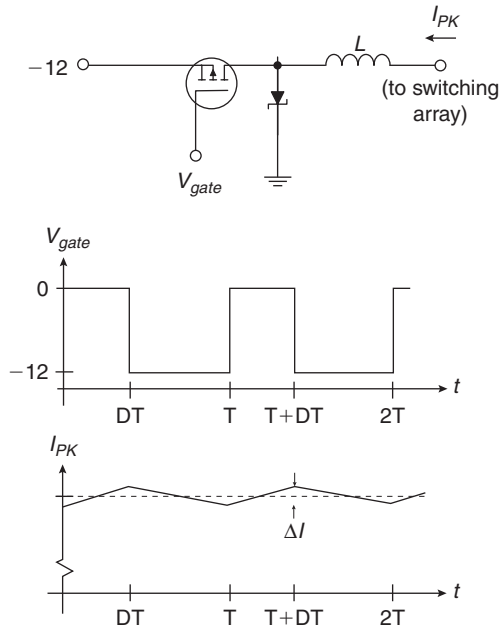 I_PK
L
−12
(to switching
array)
V_gate
V_gate
0
−12
t
DT T T+DT 2T
I_PK
ΔI
t
DT T T+DT 2T